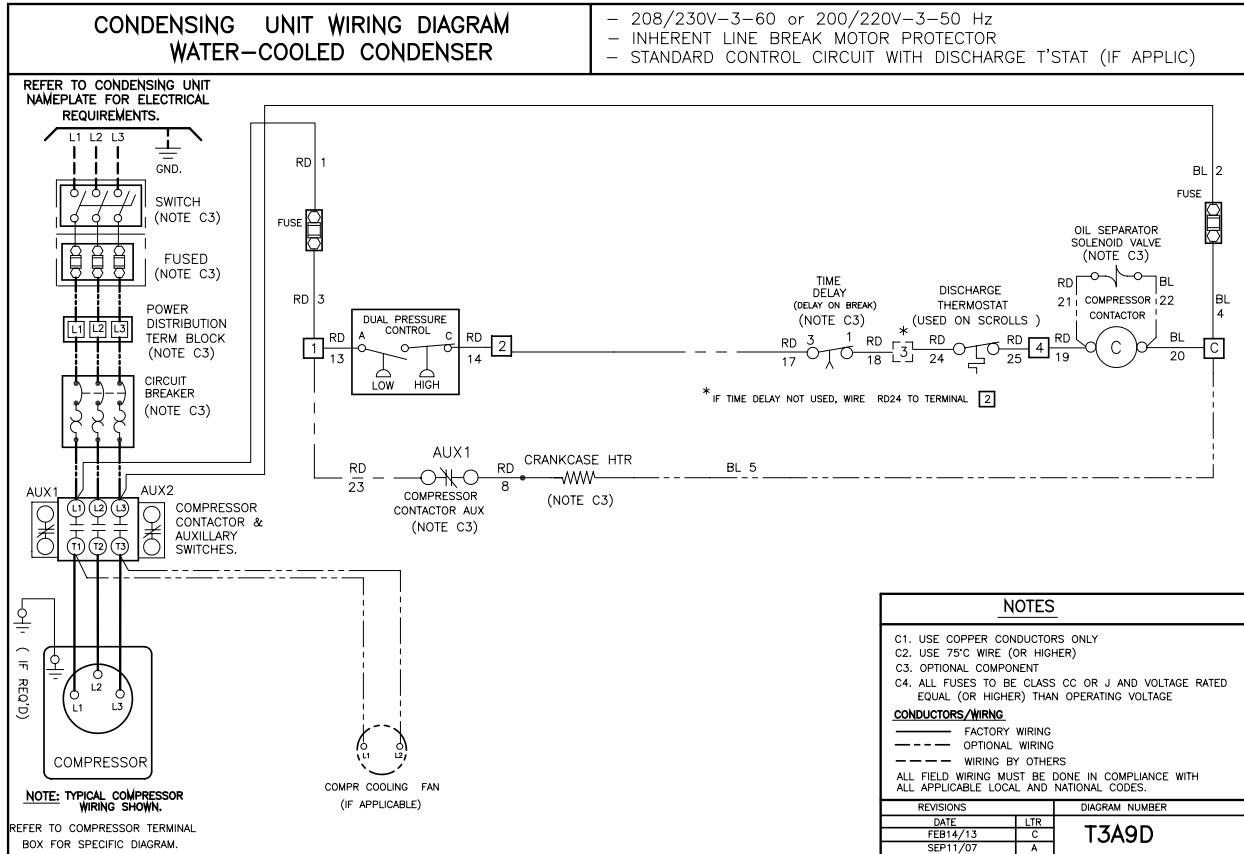 CONDENSING UNIT WIRING DIAGRAM
WATER-COOLED CONDENSER
- 208/230V-3-60 or 200/220V-3-50 Hz
- INHERENT LINE BREAK MOTOR PROTECTOR
- STANDARD CONTROL CIRCUIT WITH DISCHARGE T'STAT (IF APPLIC)
REFER TO CONDENSING UNIT
NAMEPLATE FOR ELECTRICAL
REQUIREMENTS.
L1 L2 L3
GND.
SWITCH
(NOTE C3)
FUSED
(NOTE C3)
L1 L2 L3
POWER
DISTRIBUTION
TERM BLOCK
(NOTE C3)
CIRCUIT
BREAKER
(NOTE C3)
AUX1
L1 L2 L3
AUX2
T1 T2 T3
COMPRESSOR
CONTACTOR &
AUXILLARY
SWITCHES.
( IF REQ'D)
L1 L2 L3
COMPRESSOR
NOTE: TYPICAL COMPRESSOR
WIRING SHOWN.
REFER TO COMPRESSOR TERMINAL
BOX FOR SPECIFIC DIAGRAM.
RD 1
FUSE
RD 3
1
RD
13
DUAL PRESSURE
CONTROL
A C
LOW HIGH
RD
14
2
TIME
DELAY
(DELAY ON BREAK)
(NOTE C3)
RD
17
3 1
RD
18
*
3
DISCHARGE
THERMOSTAT
(USED ON SCROLLS )
RD
24
RD
25
4
RD
19
OIL SEPARATOR
SOLENOID VALVE
(NOTE C3)
RD
21
BL
22
COMPRESSOR
CONTACTOR
C
BL
20
C
BL 2
FUSE
BL
4
* IF TIME DELAY NOT USED, WIRE RD24 TO TERMINAL 2
RD
23
AUX1
COMPRESSOR
CONTACTOR AUX
(NOTE C3)
RD
8
CRANKCASE HTR
(NOTE C3)
BL 5
L1 L2
COMPR COOLING FAN
(IF APPLICABLE)
NOTES
C1. USE COPPER CONDUCTORS ONLY
C2. USE 75°C WIRE (OR HIGHER)
C3. OPTIONAL COMPONENT
C4. ALL FUSES TO BE CLASS CC OR J AND VOLTAGE RATED
EQUAL (OR HIGHER) THAN OPERATING VOLTAGE
CONDUCTORS/WIRNG
FACTORY WIRING
OPTIONAL WIRING
WIRING BY OTHERS
ALL FIELD WIRING MUST BE DONE IN COMPLIANCE WITH
ALL APPLICABLE LOCAL AND NATIONAL CODES.
REVISIONS
DATE LTR
FEB14/13 C
SEP11/07 A
DIAGRAM NUMBER
T3A9D